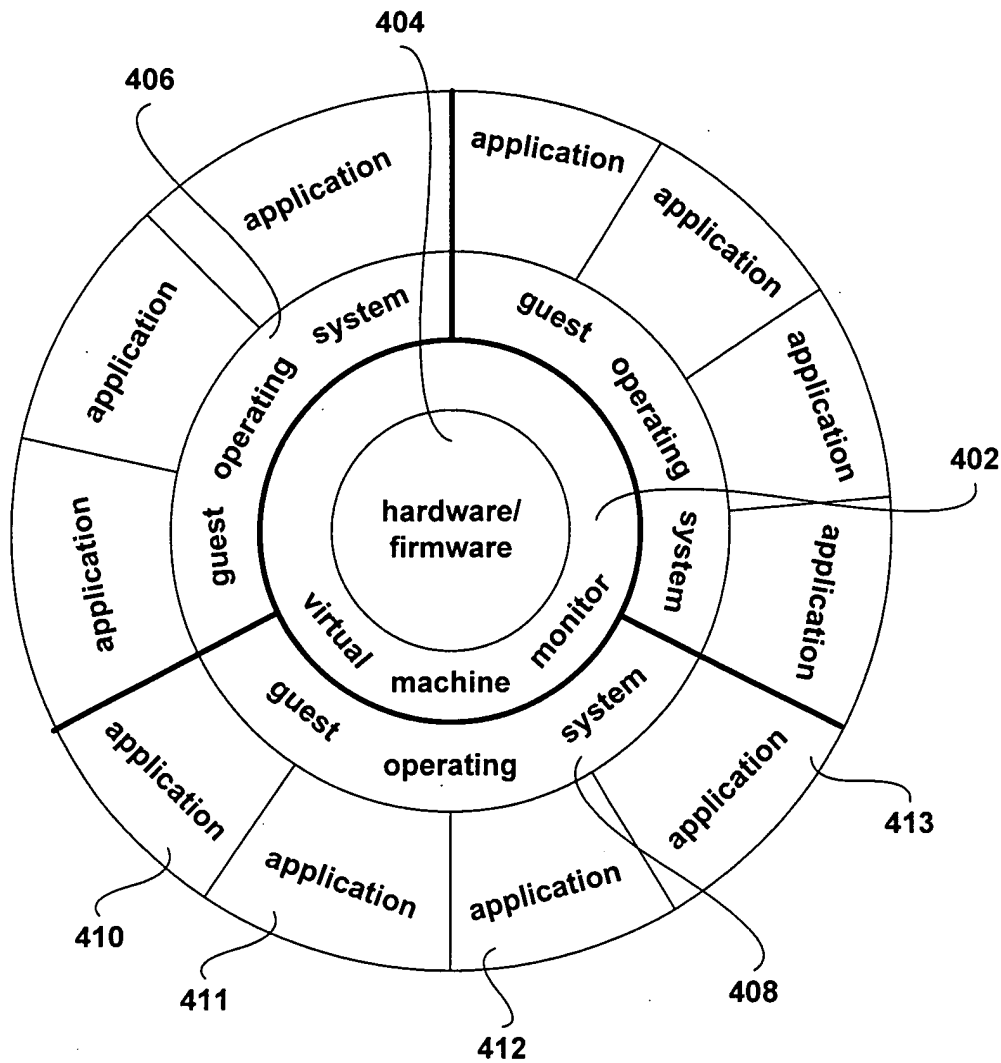 404
406
application
application
application
application
application
application
application
guest operating system
guest operating system
402
hardware/
firmware
virtual machine monitor
guest operating system
application
application
application
application
413
410
411
408
412